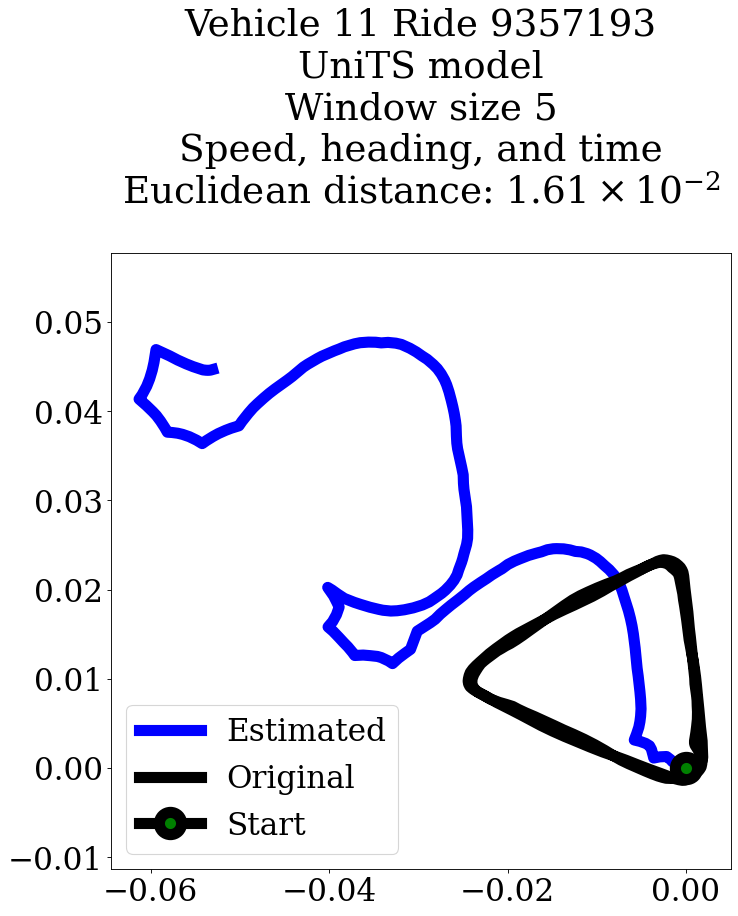 Vehicle 11 Ride 9357193
UniTS model
Window size 5
Speed, heading, and time
Euclidean distance: 1.61 × 10⁻²
0.05
0.04
0.03
0.02
0.01
0.00
−0.01
Estimated
Original
Start
−0.06
−0.04
−0.02
0.00